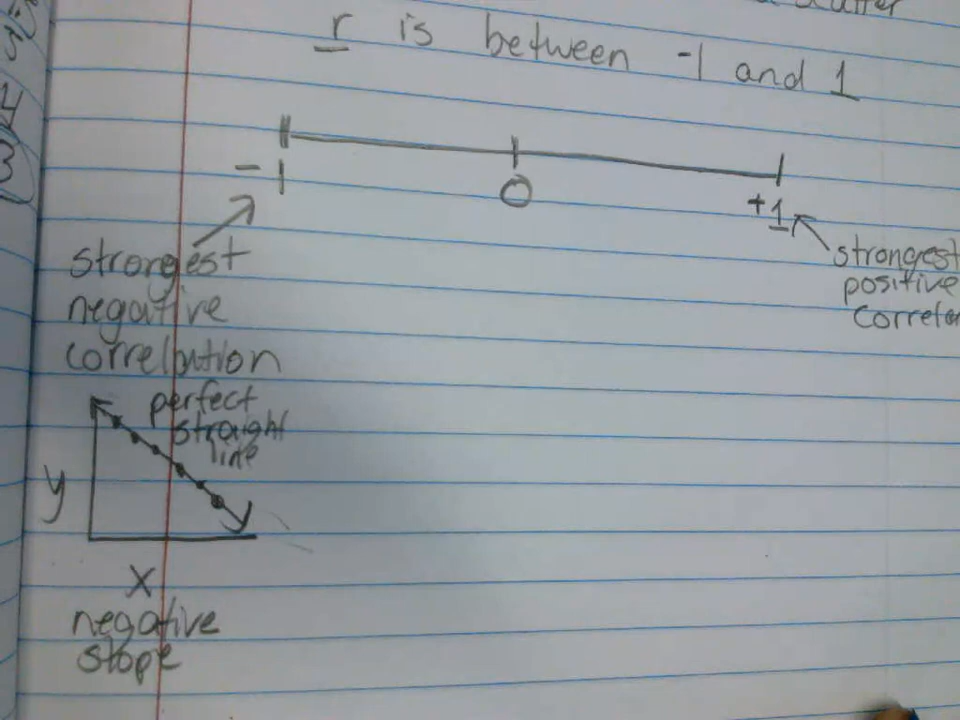 r is between -1 and 1
-1
0
+1
strongest
negative
correlation
strongest
positive
perfect
straight
line
y
x
negative
slope